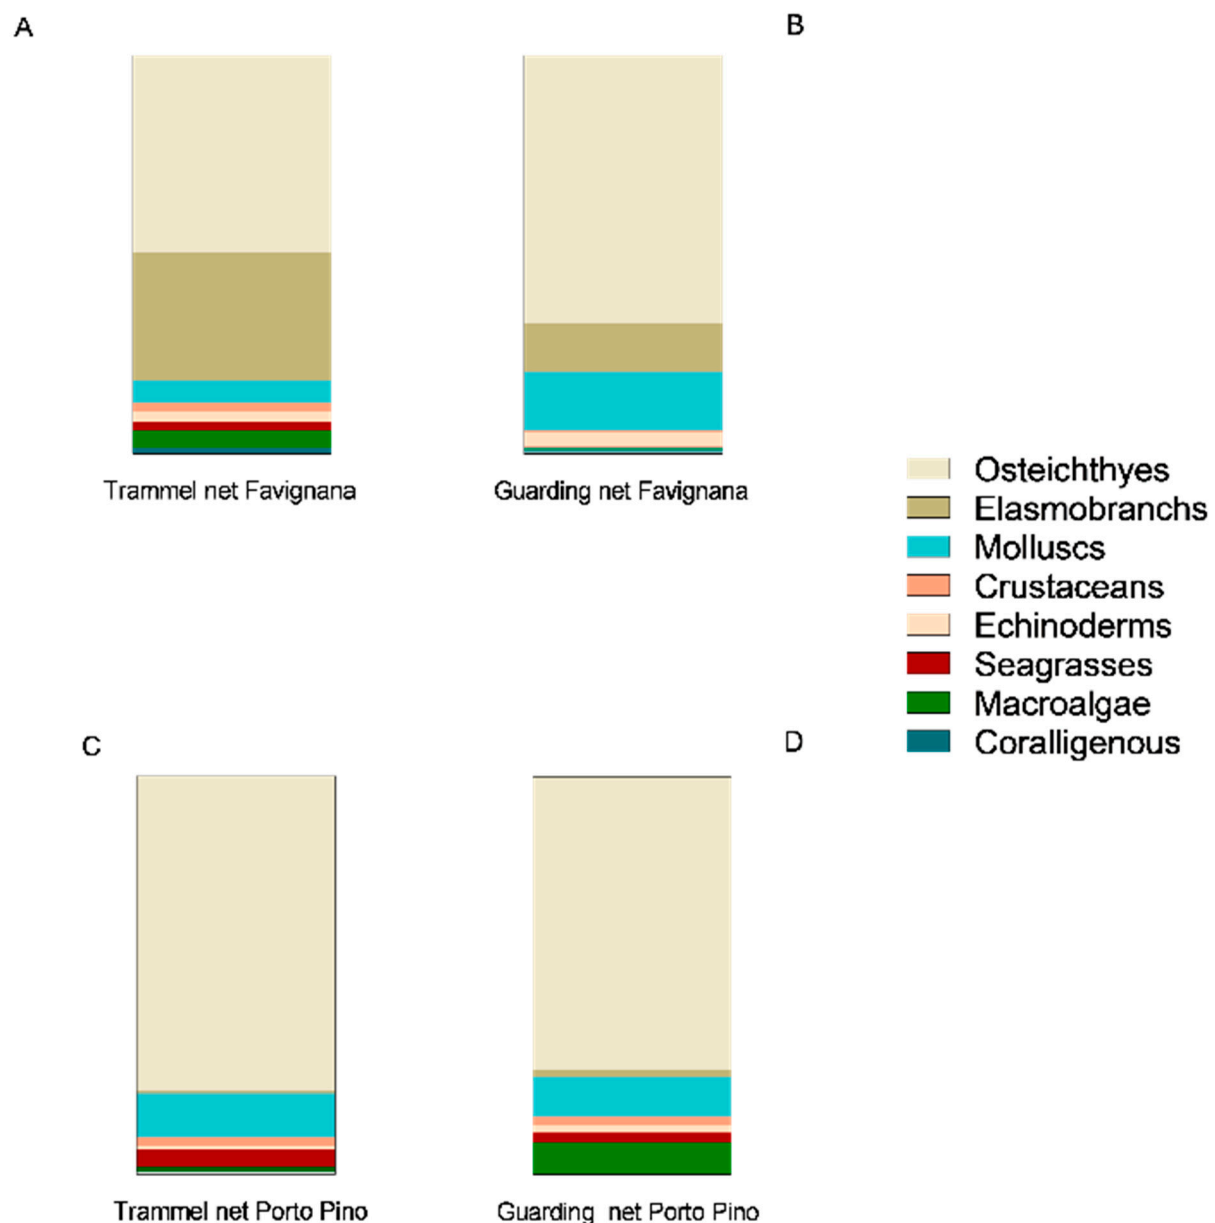 A
B
Trammel net Favignana
Guarding net Favignana
Osteichthyes
Elasmobranchs
Molluscs
Crustaceans
Echinoderms
Seagrasses
Macroalgae
Coralligenous
C
D
Trammel net Porto Pino
Guarding net Porto Pino